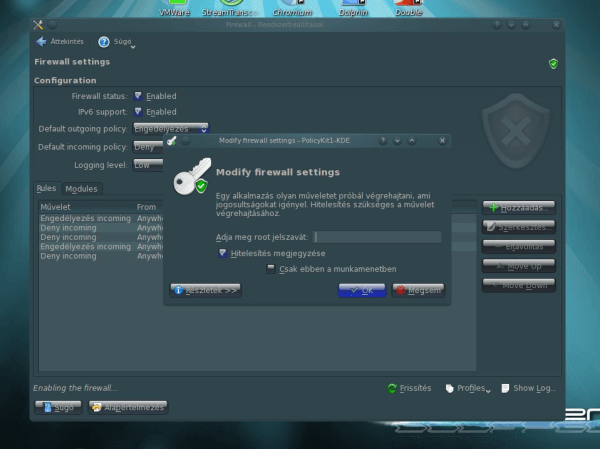 VMWare StreamTransc Chromium Dolphin Double
Firewall – Rendszerbeállítások
Áttekintés Súgó
Firewall settings
Configuration
Firewall status: Enabled
IPv6 support: Enabled
Default outgoing policy: Engedélyezés
Default incoming policy: Deny
Logging level: Low
Rules Modules
Művelet From
Engedélyezés incoming Anywh
Deny incoming Anywh
Deny incoming Anywh
Engedélyezés incoming Anywh
Deny incoming Anywh
Hozzáadás...
Szerkesztés...
Eltávolítás
Move Up
Move Down
Modify firewall settings – PolicyKit1-KDE
Modify firewall settings
Egy alkalmazás olyan műveletet próbál végrehajtani, ami
jogosultságokat igényel. Hitelesítés szükséges a művelet
végrehajtásához.
Adja meg root jelszavát:
Hitelesítés megjegyzése
Csak ebben a munkamenetben
Részletek >>
OK
Mégsem
Enabling the firewall...
Frissítés Profiles Show Log...
Súgó Alapértelmezés